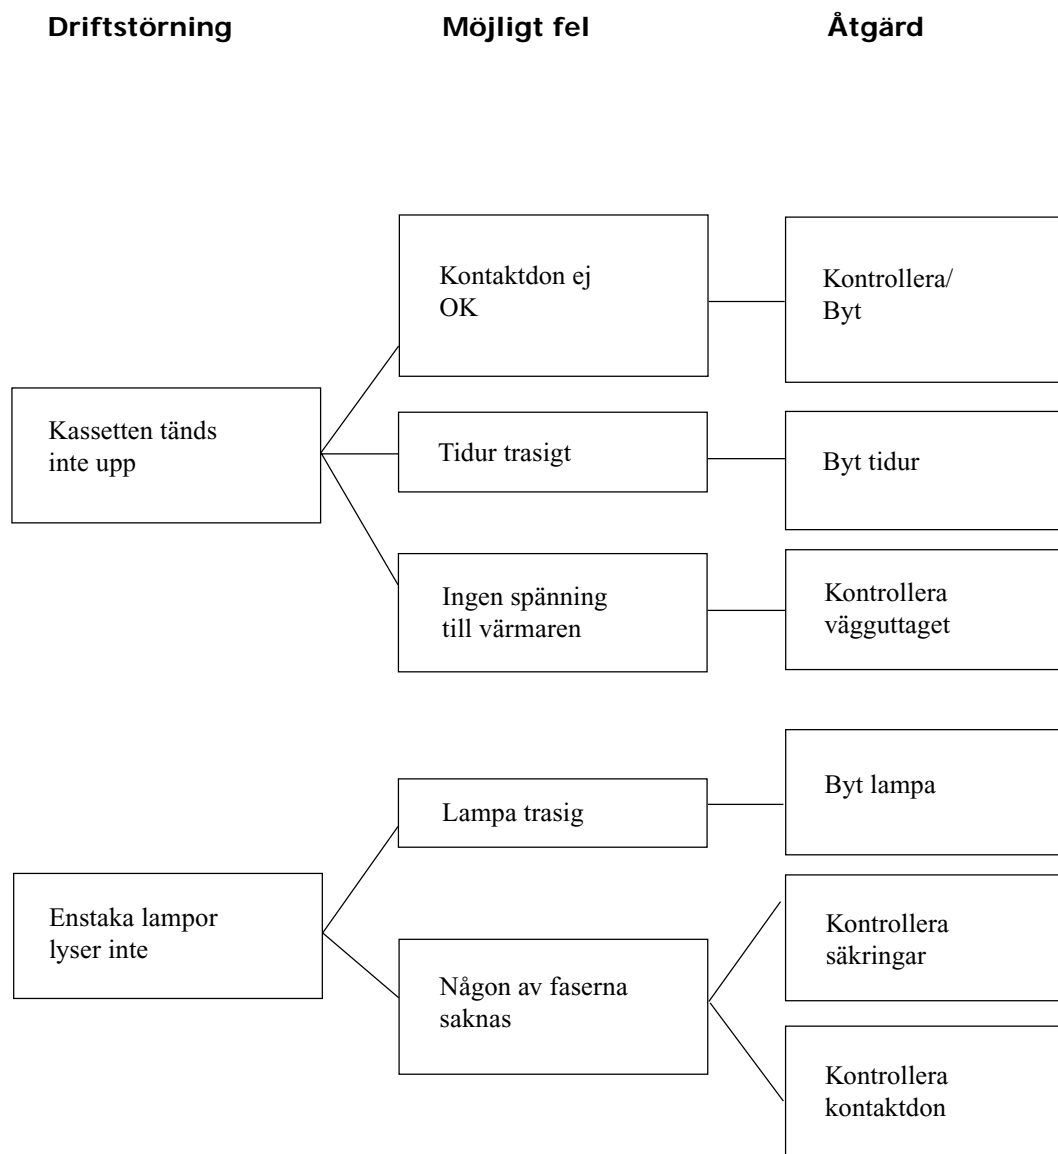 Driftstörning
Möjligt fel
Åtgärd
Kontaktdon ej
OK
Kontrollera/
Byt
Kassetten tänds
inte upp
Tidur trasigt
Byt tidur
Ingen spänning
till värmaren
Kontrollera
vägguttaget
Lampa trasig
Byt lampa
Enstaka lampor
lyser inte
Någon av faserna
saknas
Kontrollera
säkringar
Kontrollera
kontaktdon